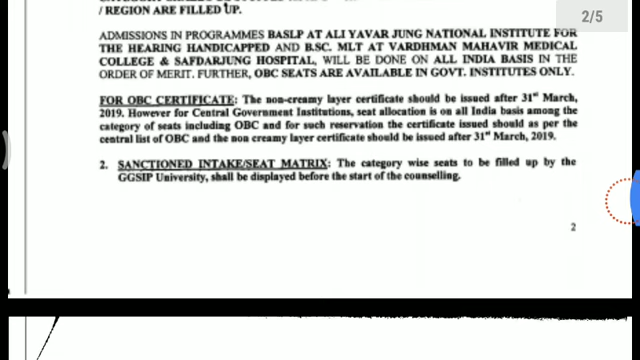 2/5
/ REGION ARE FILLED UP.
ADMISSIONS IN PROGRAMMES BASLP AT ALI YAVAR JUNG NATIONAL INSTITUTE FOR
THE HEARING HANDICAPPED AND B.SC. MLT AT VARDHMAN MAHAVIR MEDICAL
COLLEGE & SAFDARJUNG HOSPITAL, WILL BE DONE ON ALL INDIA BASIS IN THE
ORDER OF MERIT. FURTHER, OBC SEATS ARE AVAILABLE IN GOVT. INSTITUTES ONLY.
FOR OBC CERTIFICATE: The non-creamy layer certificate should be issued after 31st March,
2019. However for Central Government Institutions, seat allocation is on all India basis among the
category of seats including OBC and for such reservation the certificate issued should as per the
central list of OBC and the non creamy layer certificate should be issued after 31st March, 2019.
2. SANCTIONED INTAKE/SEAT MATRIX: The category wise seats to be filled up by the
GGSIP University, shall be displayed before the start of the counselling.
2